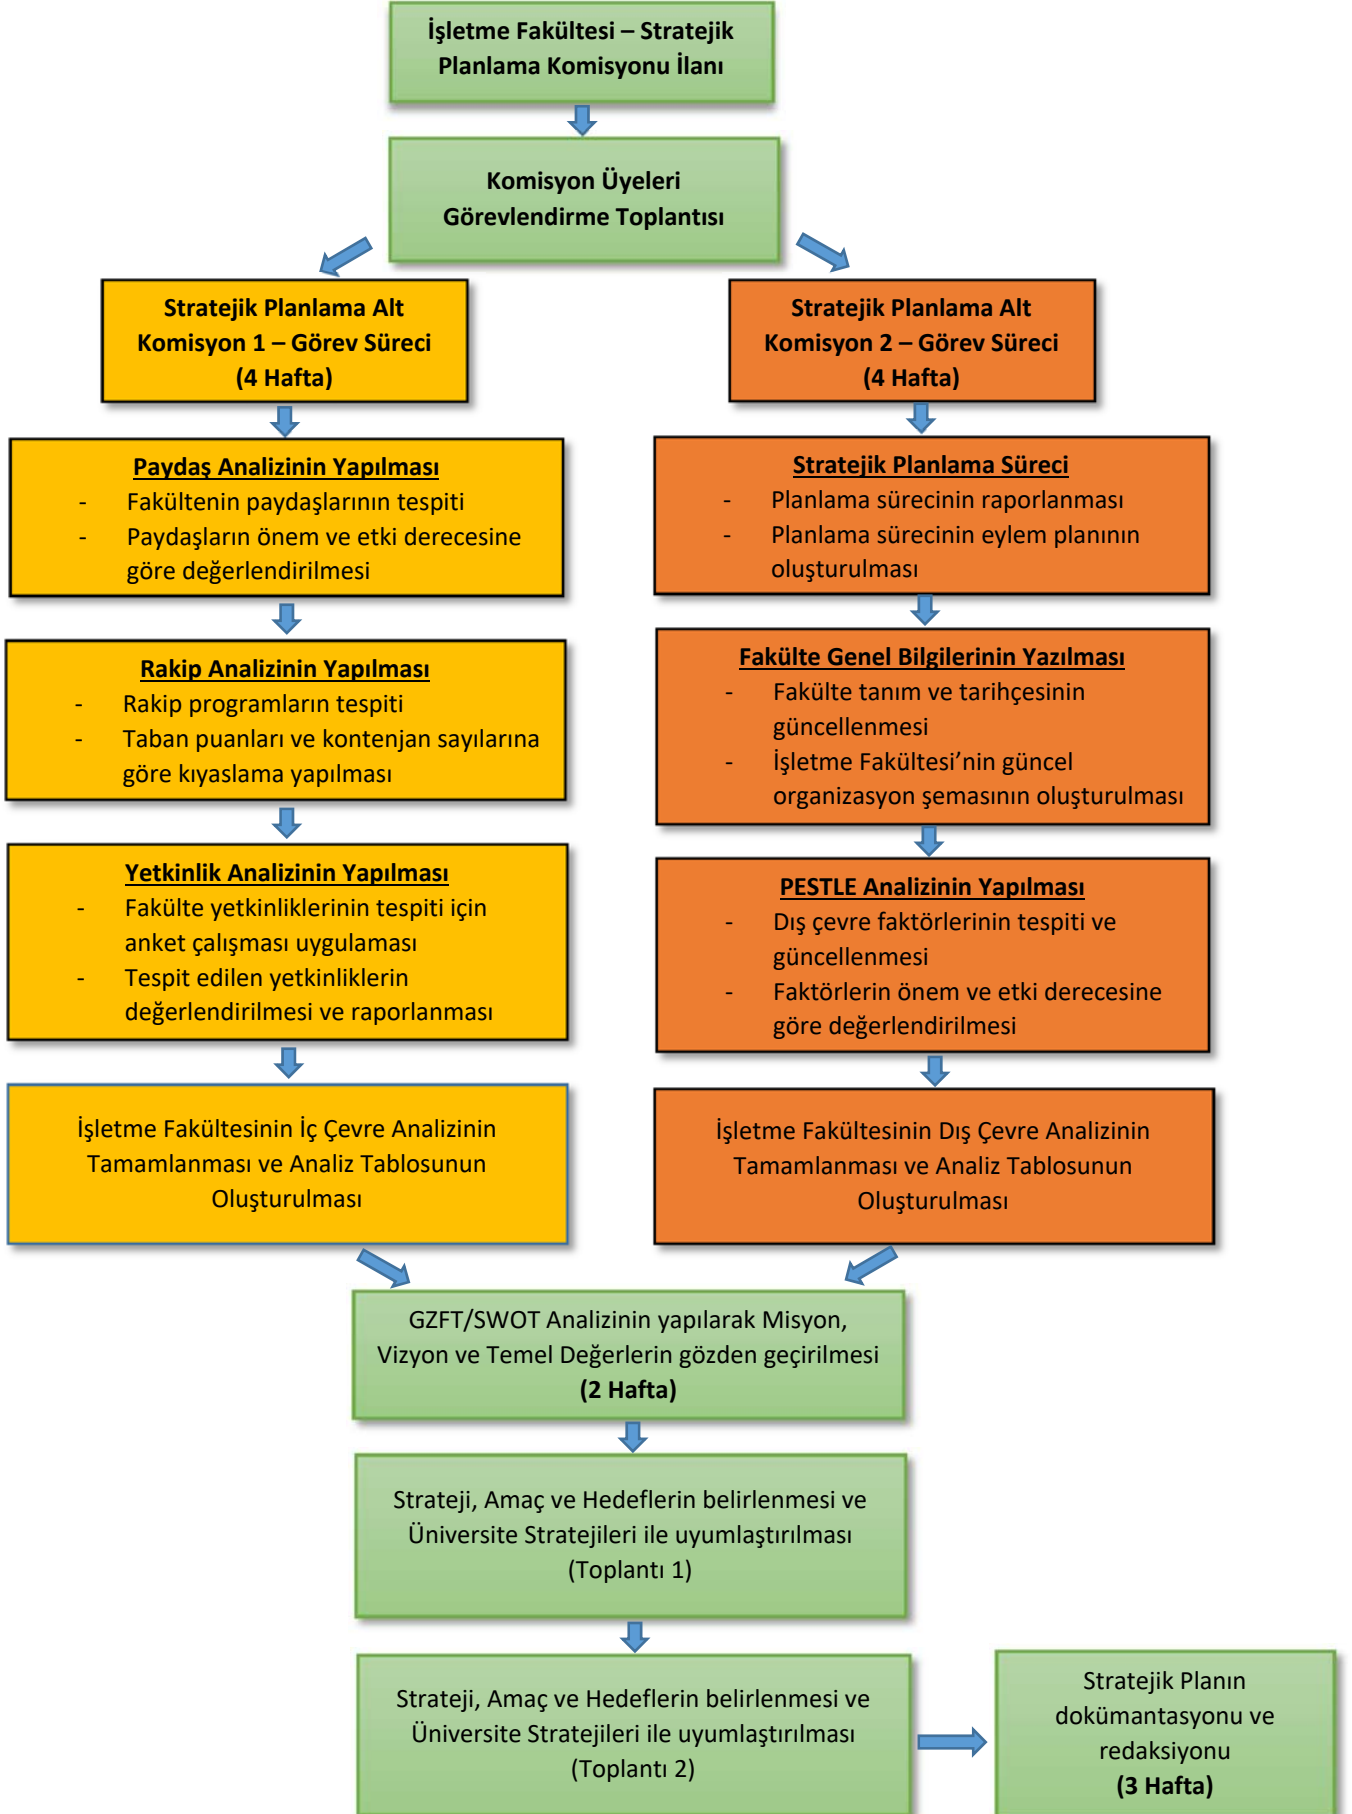 İşletme Fakültesi – Stratejik
Planlama Komisyonu İlanı
Komisyon Üyeleri
Görevlendirme Toplantısı
Stratejik Planlama Alt
Komisyon 1 – Görev Süreci
(4 Hafta)
Paydaş Analizinin Yapılması
- Fakültenin paydaşlarının tespiti
- Paydaşların önem ve etki derecesine
göre değerlendirilmesi
Rakip Analizinin Yapılması
- Rakip programların tespiti
- Taban puanları ve kontenjan sayılarına
göre kıyaslama yapılması
Yetkinlik Analizinin Yapılması
- Fakülte yetkinliklerinin tespiti için
anket çalışması uygulaması
- Tespit edilen yetkinliklerin
değerlendirilmesi ve raporlanması
İşletme Fakültesinin İç Çevre Analizinin
Tamamlanması ve Analiz Tablosunun
Oluşturulması
Stratejik Planlama Alt
Komisyon 2 – Görev Süreci
(4 Hafta)
Stratejik Planlama Süreci
- Planlama sürecinin raporlanması
- Planlama sürecinin eylem planının
oluşturulması
Fakülte Genel Bilgilerinin Yazılması
- Fakülte tanım ve tarihçesinin
güncellenmesi
- İşletme Fakültesi’nin güncel
organizasyon şemasının oluşturulması
PESTLE Analizinin Yapılması
- Dış çevre faktörlerinin tespiti ve
güncellenmesi
- Faktörlerin önem ve etki derecesine
göre değerlendirilmesi
İşletme Fakültesinin Dış Çevre Analizinin
Tamamlanması ve Analiz Tablosunun
Oluşturulması
GZFT/SWOT Analizinin yapılarak Misyon,
Vizyon ve Temel Değerlerin gözden geçirilmesi
(2 Hafta)
Strateji, Amaç ve Hedeflerin belirlenmesi ve
Üniversite Stratejileri ile uyumlaştırılması
(Toplantı 1)
Strateji, Amaç ve Hedeflerin belirlenmesi ve
Üniversite Stratejileri ile uyumlaştırılması
(Toplantı 2)
Stratejik Planın
dokümantasyonu ve
redaksiyonu
(3 Hafta)